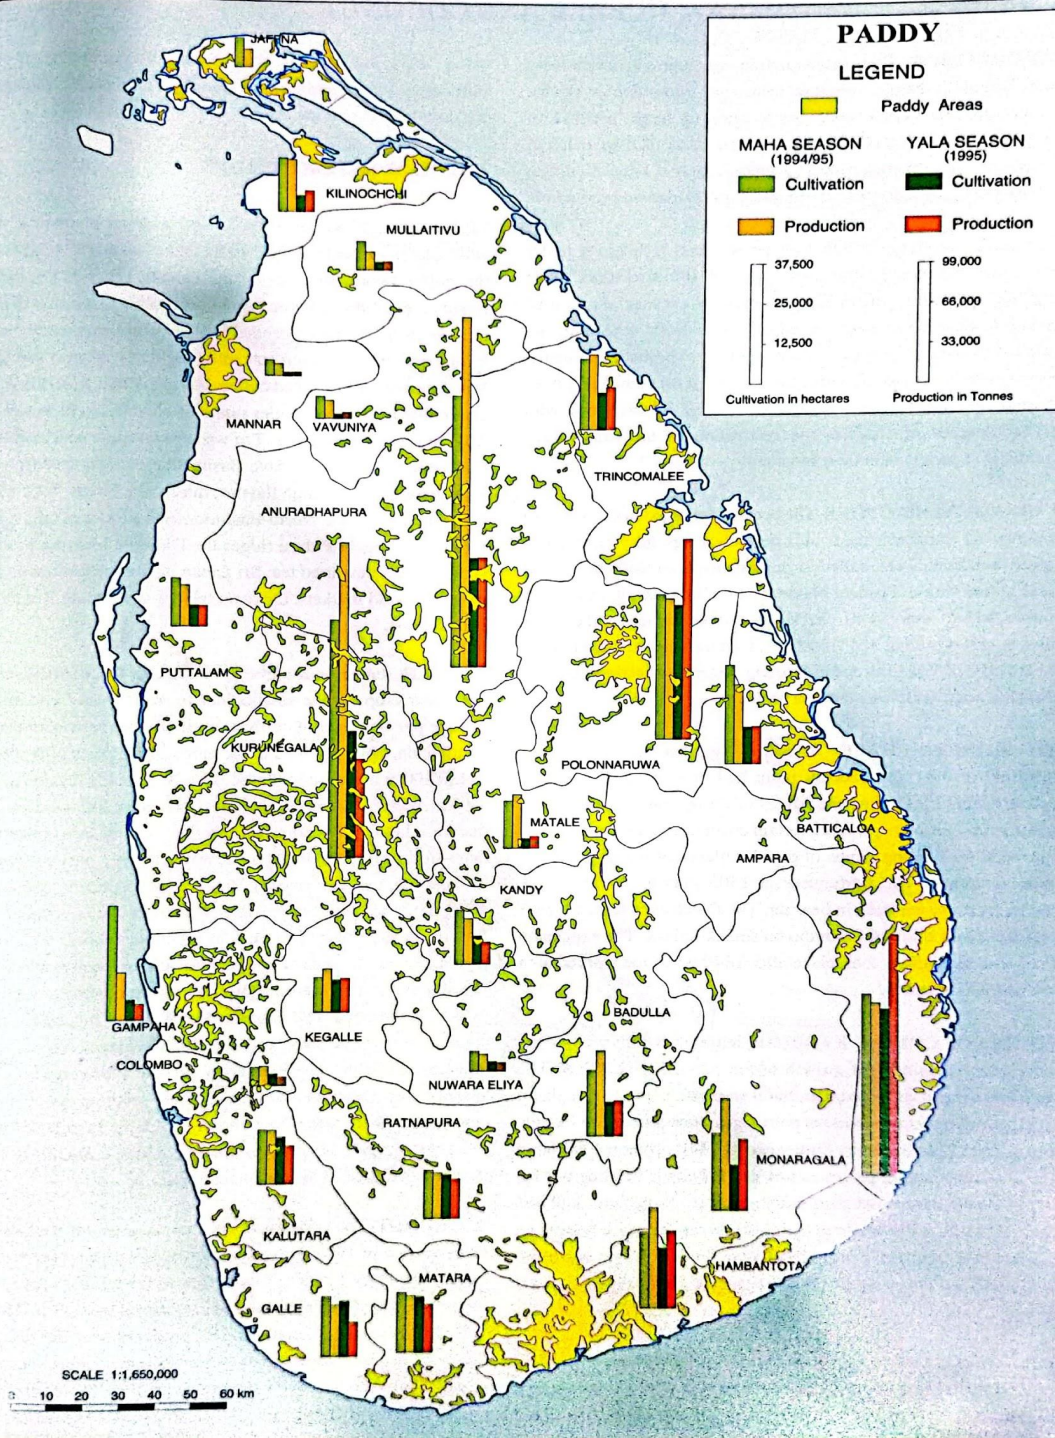 PADDY
LEGEND
Paddy Areas
MAHA SEASON
(1994/95)
Cultivation
Production
YALA SEASON
(1995)
Cultivation
Production
37,500
25,000
12,500
Cultivation in hectares
99,000
66,000
33,000
Production in Tonnes
JAFFNA
KILINOCHCHI
MULLAITIVU
MANNAR
VAVUNIYA
TRINCOMALEE
ANURADHAPURA
PUTTALAM
KURUNEGALA
POLONNARUWA
MATALE
BATTICALOA
AMPARA
KANDY
GAMPAHA
KEGALLE
BADULLA
COLOMBO
NUWARA ELIYA
RATNAPURA
MONARAGALA
KALUTARA
HAMBANTOTA
MATARA
GALLE
SCALE 1:1,650,000
0 10 20 30 40 50 60 km